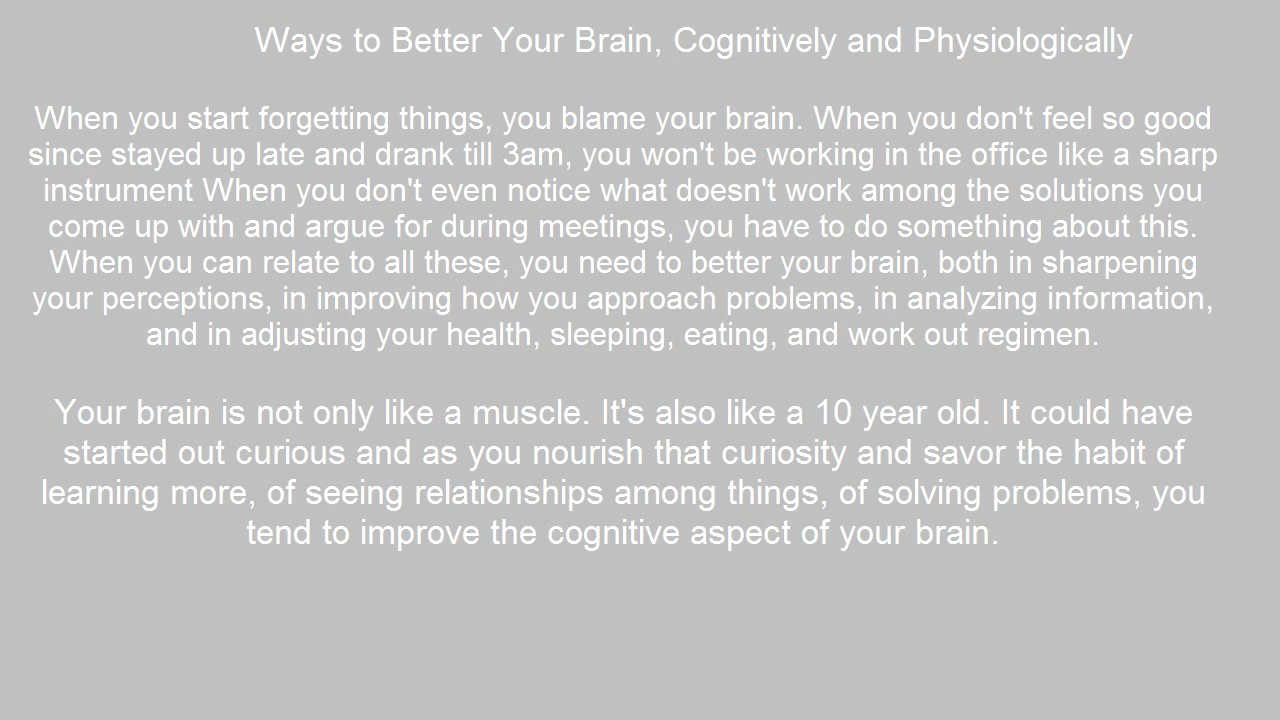 Ways to Better Your Brain, Cognitively and Physiologically
When you start forgetting things, you blame your brain. When you don't feel so good
since stayed up late and drank till 3am, you won't be working in the office like a sharp
instrument When you don't even notice what doesn't work among the solutions you
come up with and argue for during meetings, you have to do something about this.
When you can relate to all these, you need to better your brain, both in sharpening
your perceptions, in improving how you approach problems, in analyzing information,
and in adjusting your health, sleeping, eating, and work out regimen.
Your brain is not only like a muscle. It's also like a 10 year old. It could have
started out curious and as you nourish that curiosity and savor the habit of
learning more, of seeing relationships among things, of solving problems, you
tend to improve the cognitive aspect of your brain.